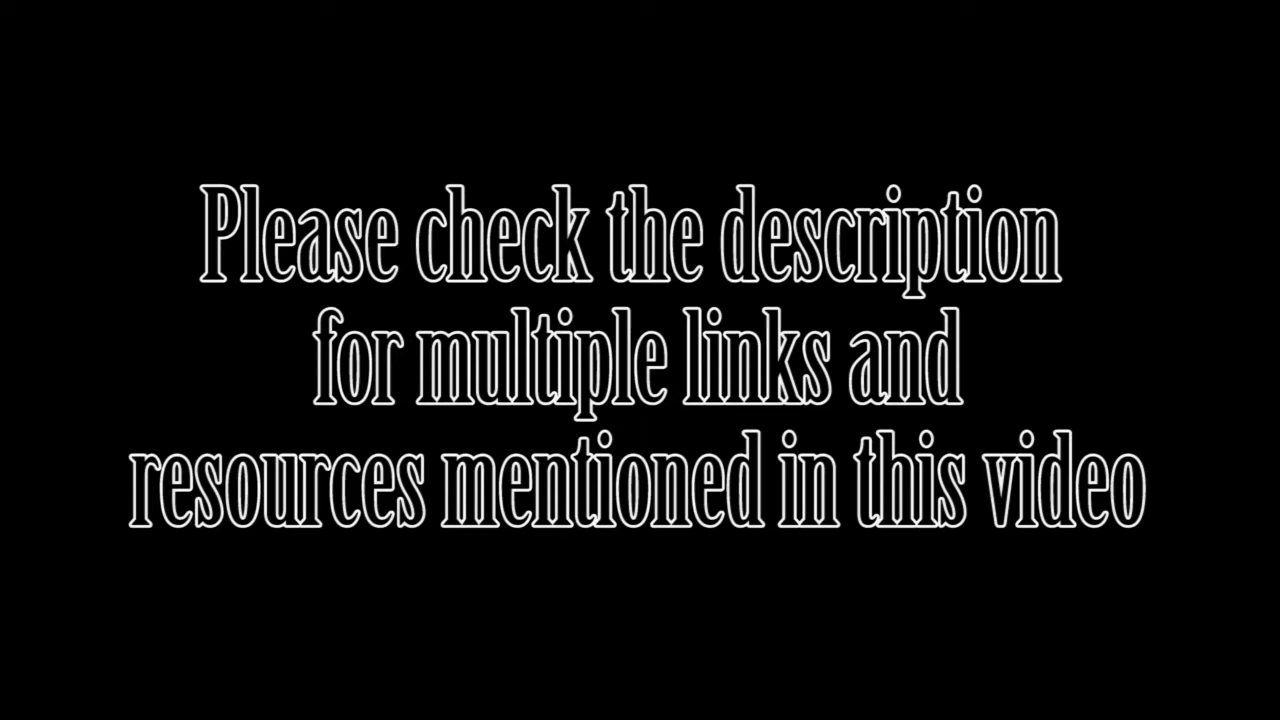 Please check the description
for multiple links and
resources mentioned in this video